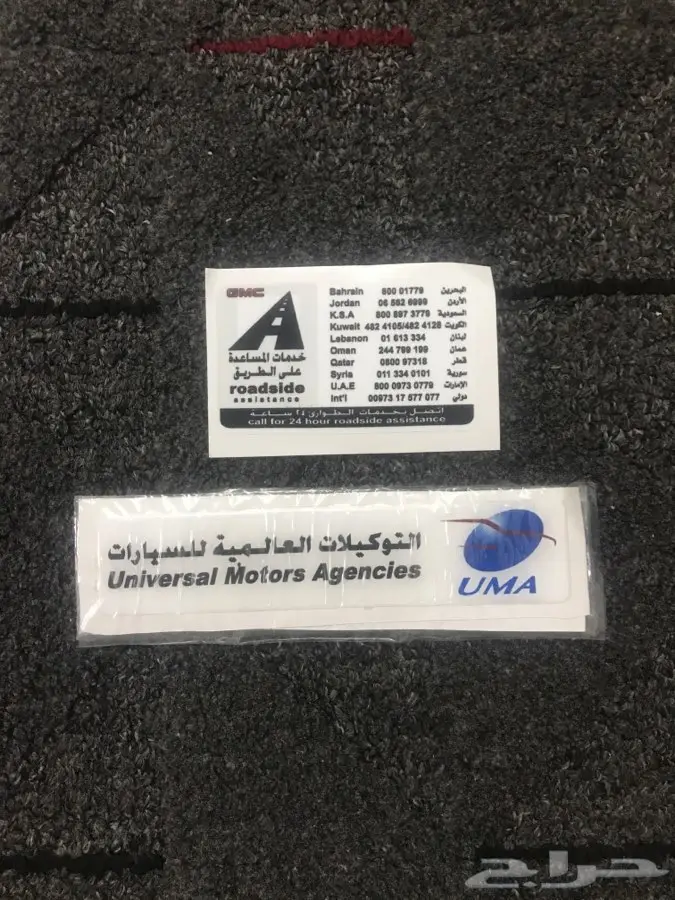 GMC
خدمات المساعدة
على الطريق
roadside
assistance
Bahrain 800 01779 البحرين
Jordan 06 582 6999 الأردن
K.S.A 800 897 3779 السعودية
Kuwait 482 4105/482 4128 الكويت
Lebanon 01 613 334 لبنان
Oman 244 799 199 عمان
Qatar 0800 97318 قطر
Syria 011 334 0101 سورية
U.A.E 800 0973 0779 الإمارات
Int'l 00973 17 577 077 دولي
اتصل بخدمات الطوارئ ٢٤ ساعة
call for 24 hour roadside assistance
التوكيلات العالمية للسيارات
Universal Motors Agencies
UMA
حراج